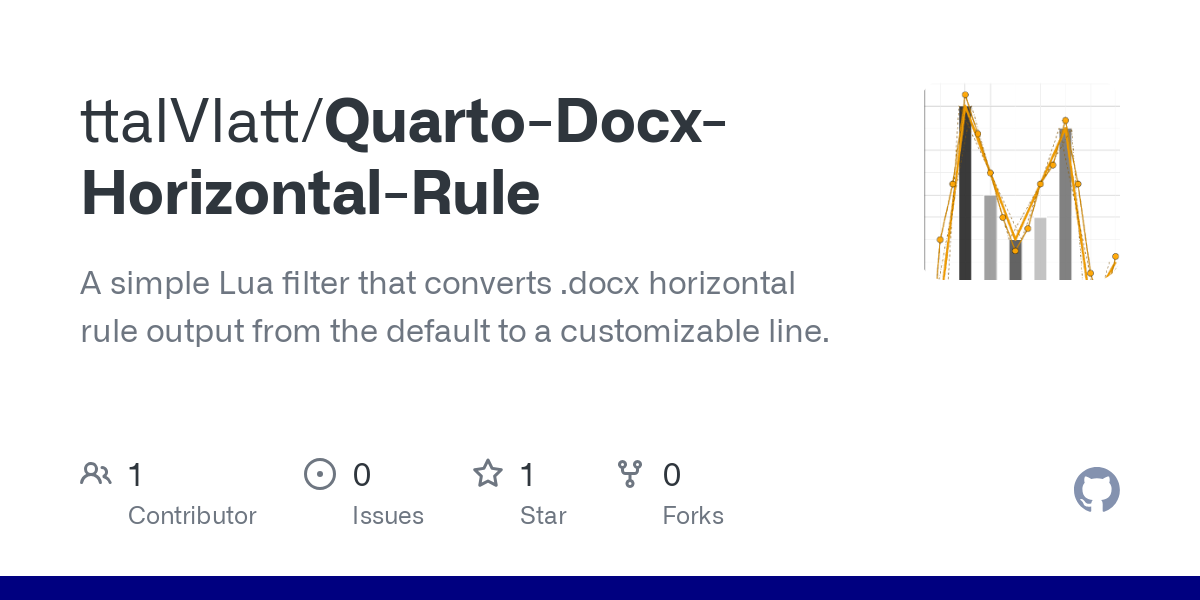 ttalVlatt/Quarto-Docx-
Horizontal-Rule
A simple Lua filter that converts .docx horizontal
rule output from the default to a customizable line.
1
Contributor
0
Issues
1
Star
0
Forks